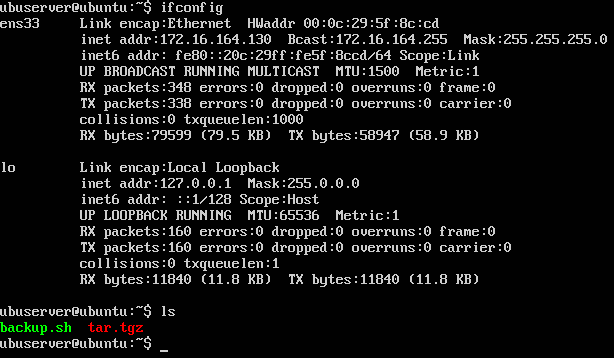 ubuserver@ubuntu:~$ ifconfig
ens33     Link encap:Ethernet  HWaddr 00:0c:29:5f:8c:cd
          inet addr:172.16.164.130  Bcast:172.16.164.255  Mask:255.255.255.0
          inet6 addr: fe80::20c:29ff:fe5f:8ccd/64 Scope:Link
          UP BROADCAST RUNNING MULTICAST  MTU:1500  Metric:1
          RX packets:348 errors:0 dropped:0 overruns:0 frame:0
          TX packets:338 errors:0 dropped:0 overruns:0 carrier:0
          collisions:0 txqueuelen:1000
          RX bytes:79599 (79.5 KB)  TX bytes:58947 (58.9 KB)

lo        Link encap:Local Loopback
          inet addr:127.0.0.1  Mask:255.0.0.0
          inet6 addr: ::1/128 Scope:Host
          UP LOOPBACK RUNNING  MTU:65536  Metric:1
          RX packets:160 errors:0 dropped:0 overruns:0 frame:0
          TX packets:160 errors:0 dropped:0 overruns:0 carrier:0
          collisions:0 txqueuelen:1
          RX bytes:11840 (11.8 KB)  TX bytes:11840 (11.8 KB)

ubuserver@ubuntu:~$ ls
backup.sh  tar.tgz
ubuserver@ubuntu:~$ _